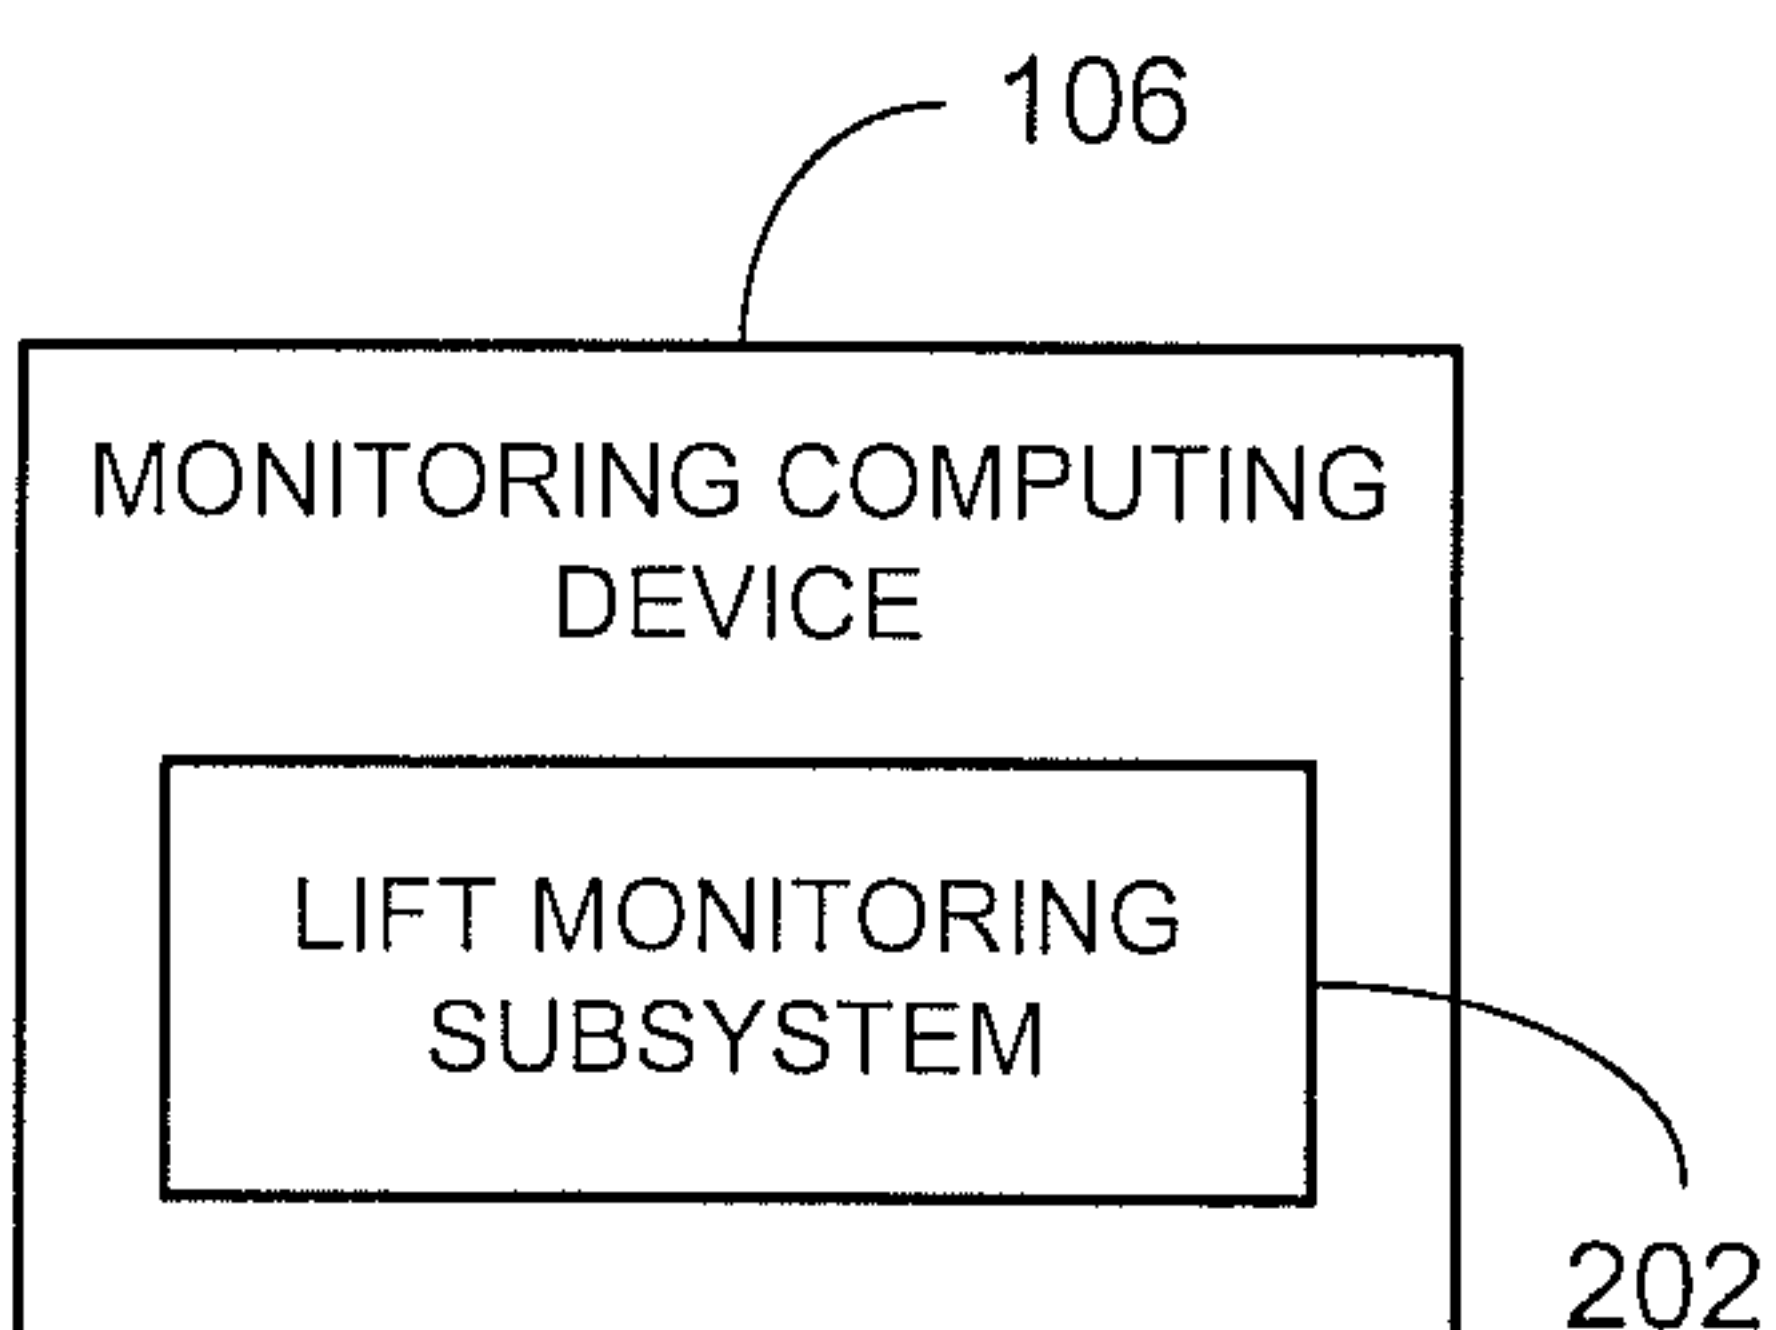 106
MONITORING COMPUTING
DEVICE
LIFT MONITORING
SUBSYSTEM
202